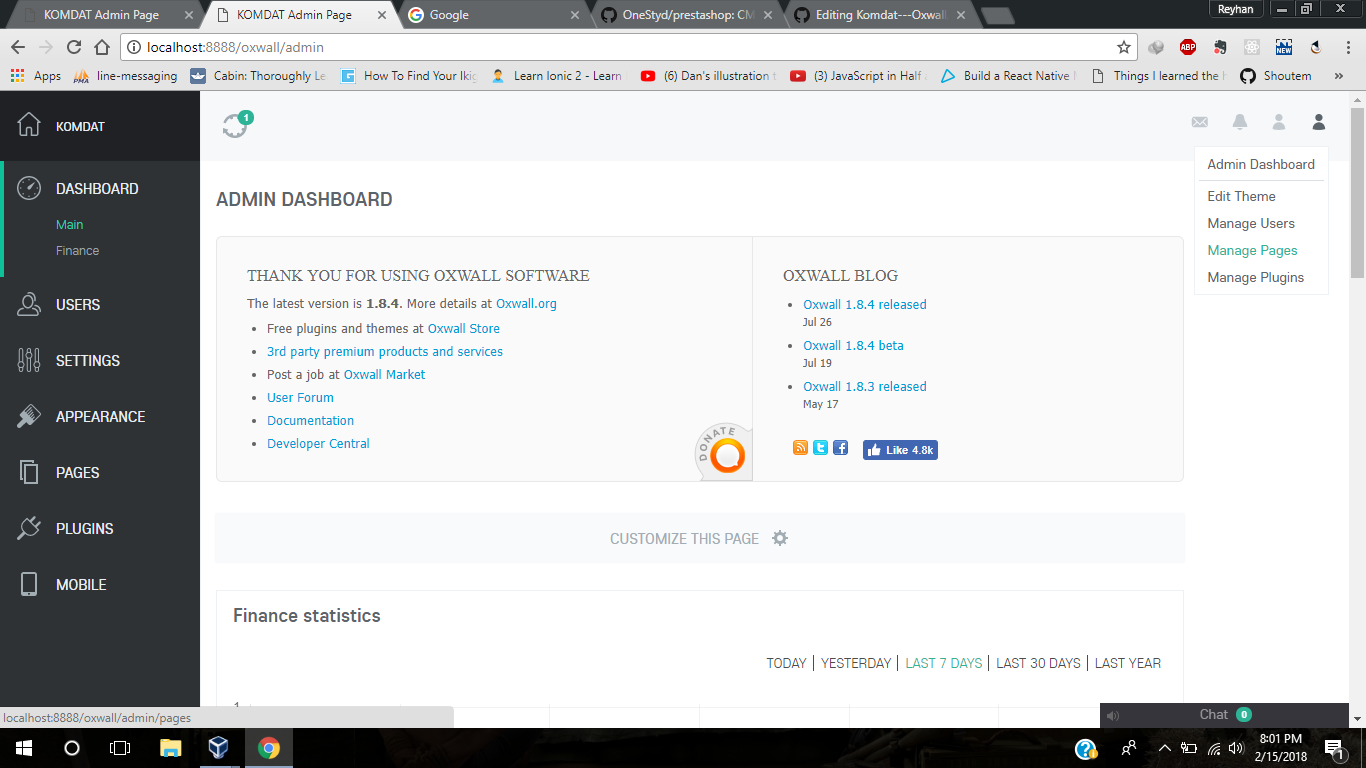 KOMDAT Admin Page
KOMDAT Admin Page
Google
OneStyd/prestashop: CM
Editing Komdat---Oxwal
Reyhan
localhost:8888/oxwall/admin
ABP
NEW
Apps
PMA
line-messaging
Cabin: Thoroughly Le
How To Find Your Ikig
Learn Ionic 2 - Learn
(6) Dan's illustration t
(3) JavaScript in Half a
Build a React Native
Things I learned the h
Shoutem
»
KOMDAT
1
DASHBOARD
Main
Finance
USERS
SETTINGS
APPEARANCE
PAGES
PLUGINS
MOBILE
Admin Dashboard
Edit Theme
Manage Users
Manage Pages
Manage Plugins
ADMIN DASHBOARD
THANK YOU FOR USING OXWALL SOFTWARE
The latest version is 1.8.4. More details at Oxwall.org
• Free plugins and themes at Oxwall Store
• 3rd party premium products and services
• Post a job at Oxwall Market
• User Forum
• Documentation
• Developer Central
DONATE
OXWALL BLOG
• Oxwall 1.8.4 released
Jul 26
• Oxwall 1.8.4 beta
Jul 19
• Oxwall 1.8.3 released
May 17
Like 4.8k
CUSTOMIZE THIS PAGE
Finance statistics
TODAY | YESTERDAY | LAST 7 DAYS | LAST 30 DAYS | LAST YEAR
1
localhost:8888/oxwall/admin/pages
Chat 0
8:01 PM
2/15/2018
1